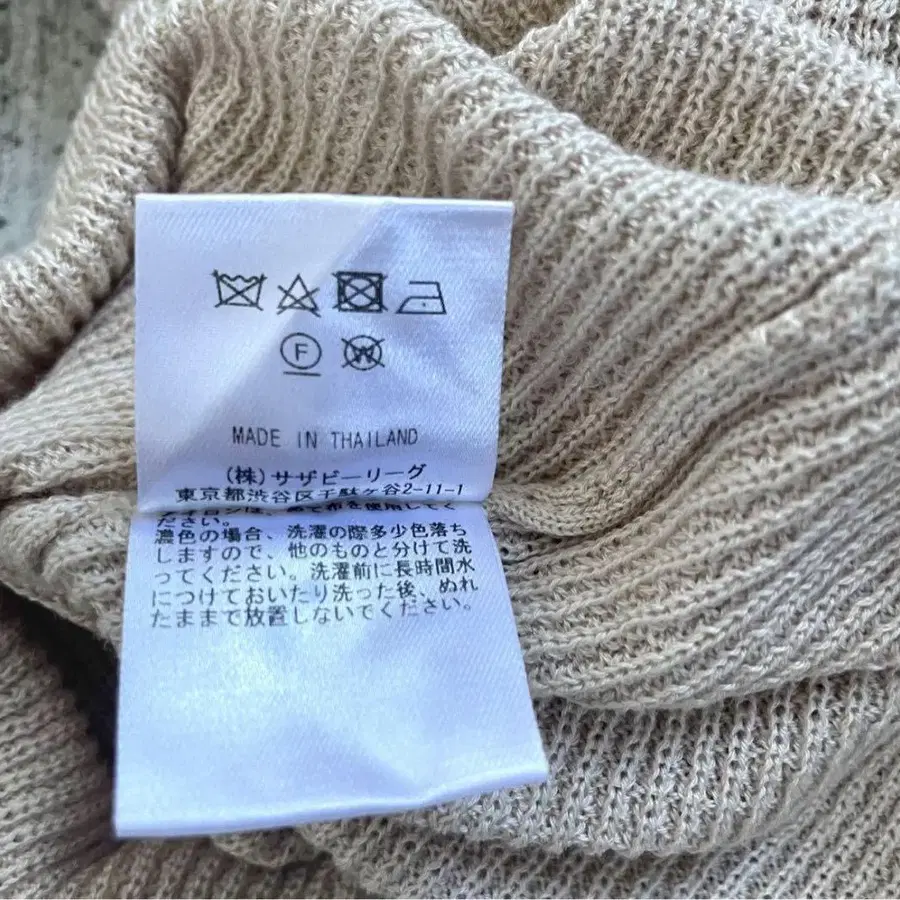 F
W
MADE IN THAILAND
(株)サザビーリーグ
東京都渋谷区千駄ヶ谷2-11-1
ださい。
濃色の場合、洗濯の際多少色落ち
しますので、他のものと分けて洗
ってください。洗濯前に長時間水
につけておいたり洗った後、ぬれ
たままで放置しないでください。